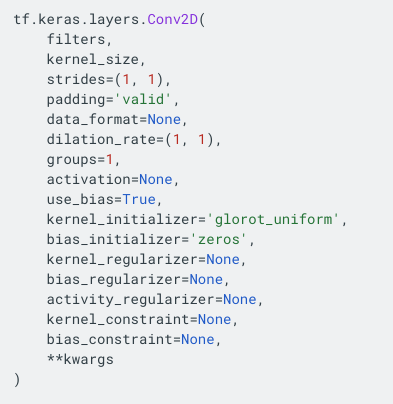 tf.keras.layers.Conv2D(
    filters,
    kernel_size,
    strides=(1, 1),
    padding='valid',
    data_format=None,
    dilation_rate=(1, 1),
    groups=1,
    activation=None,
    use_bias=True,
    kernel_initializer='glorot_uniform',
    bias_initializer='zeros',
    kernel_regularizer=None,
    bias_regularizer=None,
    activity_regularizer=None,
    kernel_constraint=None,
    bias_constraint=None,
    **kwargs
)